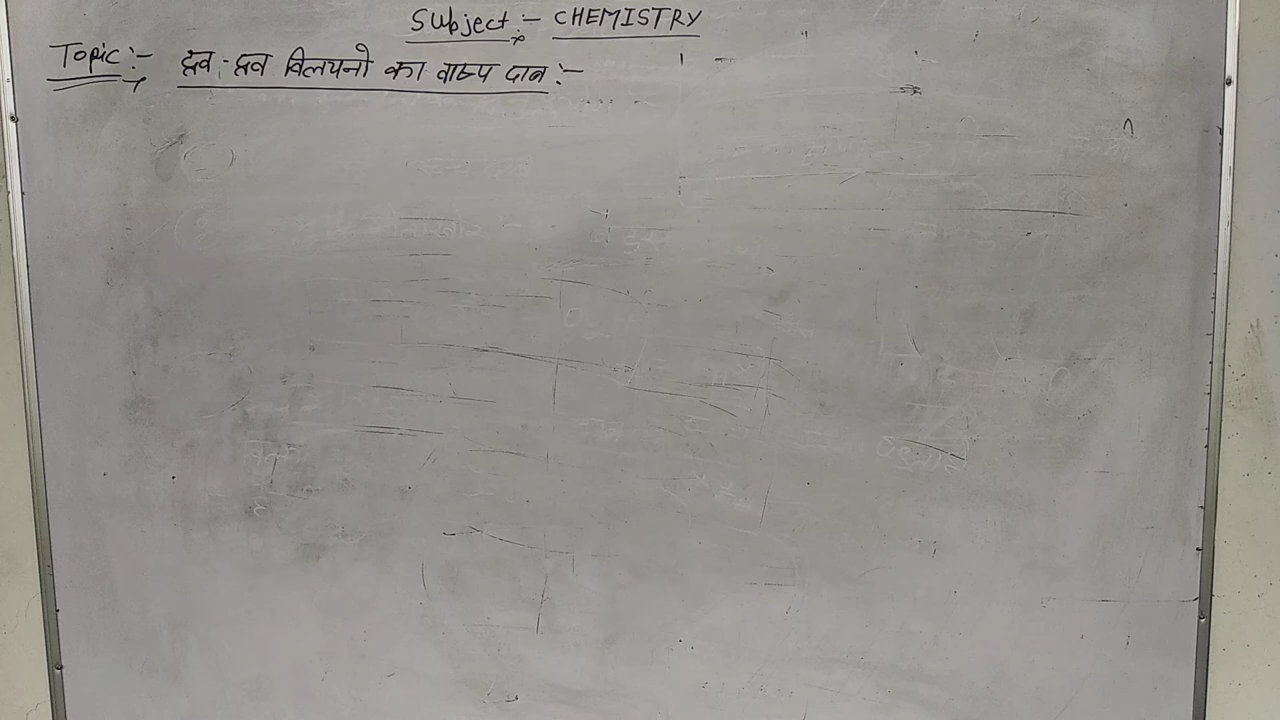 Subject :- CHEMISTRY
Topic :- द्रव-द्रव विलयनो का वाष्प दाब :-